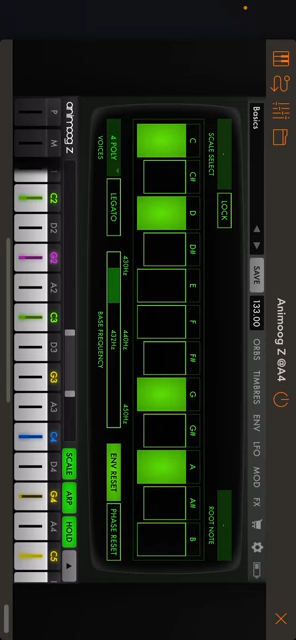 Animoog Z @A4
Basics
SAVE
133.00
ORBS
TIMBRES
ENV
LFO
MOD
FX
SCALE SELECT
LOCK
ROOT NOTE
C
C#
D
D#
E
F
F#
G
G#
A
A#
B
4 POLY
VOICES
LEGATO
430Hz
432Hz
440Hz
450Hz
BASE FREQUENCY
ENV RESET
PHASE RESET
animoog Z
SCALE
ARP
HOLD
P
M
C2
D2
G2
A2
C3
D3
G3
A3
C4
D4
G4
A4
C5